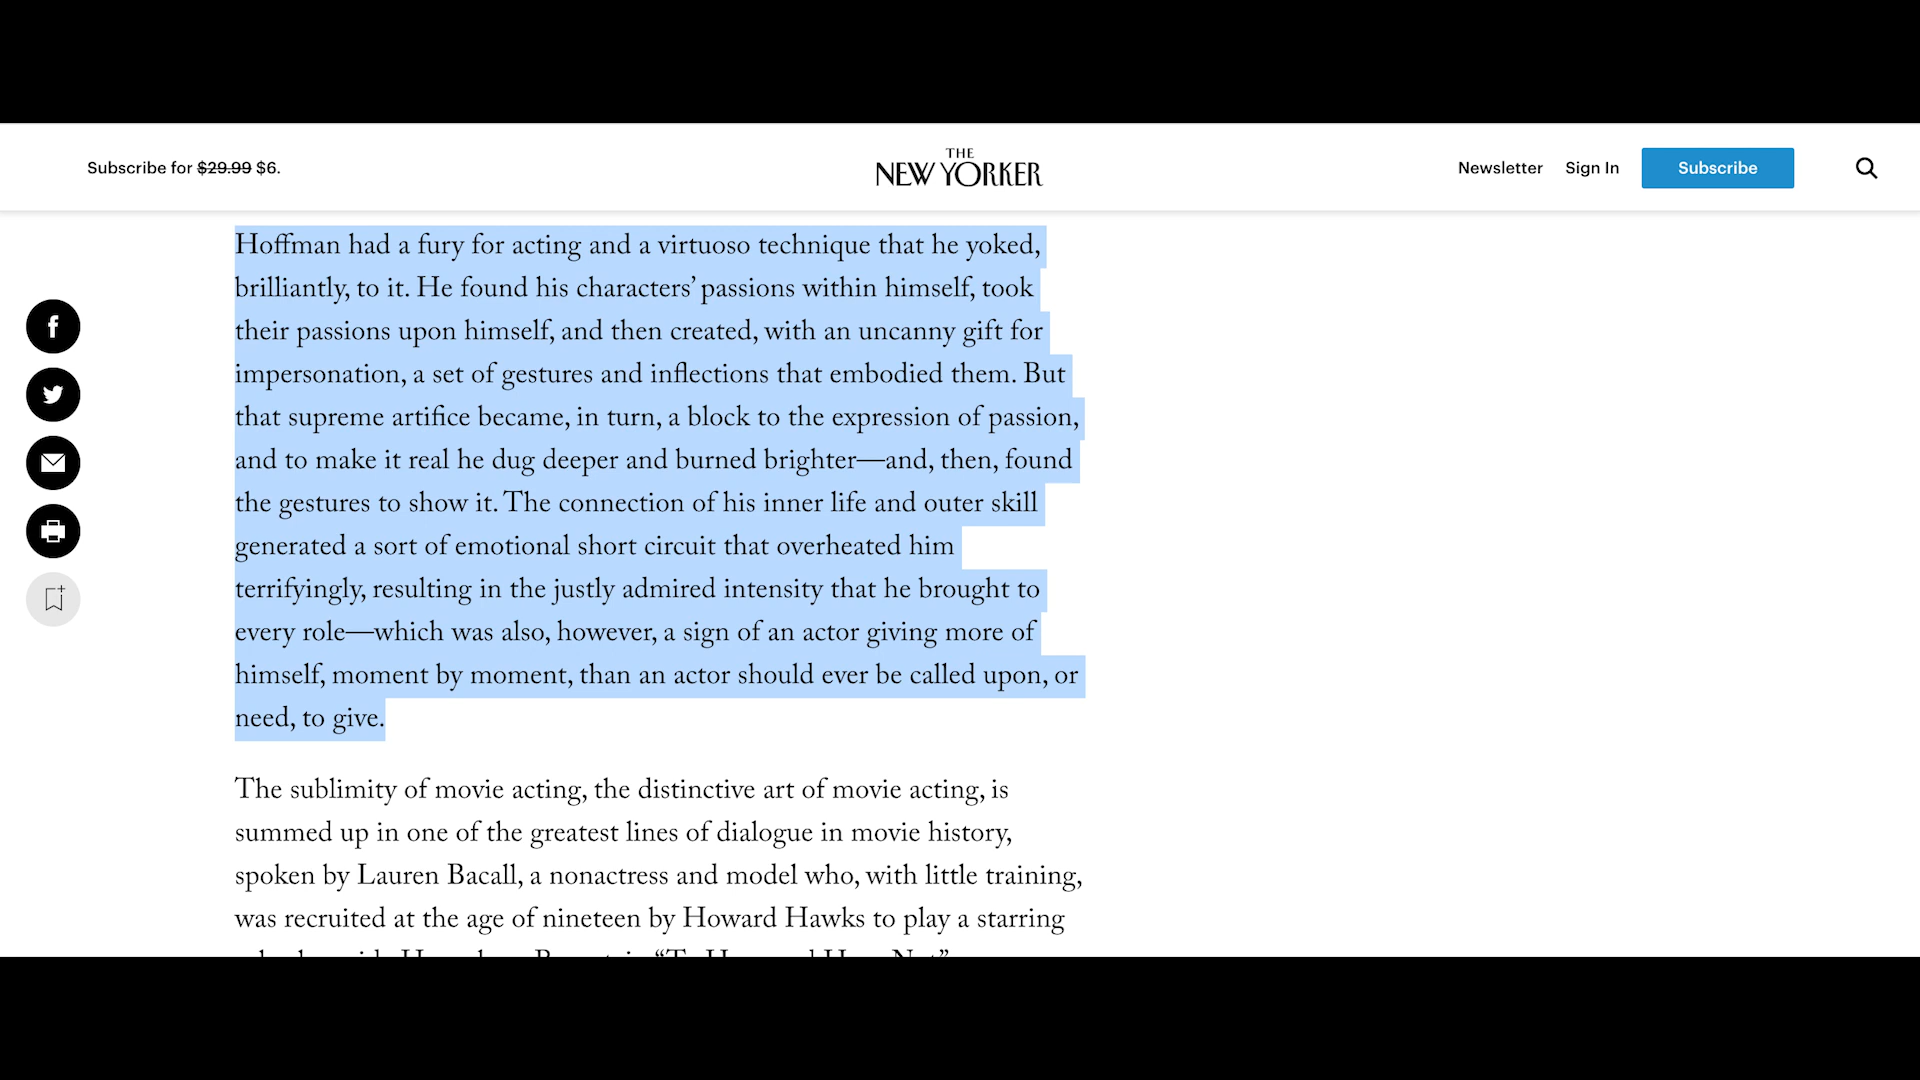 Subscribe for $29.99 $6.
THE
NEW YORKER
Newsletter
Sign In
Subscribe
Hoffman had a fury for acting and a virtuoso technique that he yoked,
brilliantly, to it. He found his characters’ passions within himself, took
their passions upon himself, and then created, with an uncanny gift for
impersonation, a set of gestures and inflections that embodied them. But
that supreme artifice became, in turn, a block to the expression of passion,
and to make it real he dug deeper and burned brighter—and, then, found
the gestures to show it. The connection of his inner life and outer skill
generated a sort of emotional short circuit that overheated him
terrifyingly, resulting in the justly admired intensity that he brought to
every role—which was also, however, a sign of an actor giving more of
himself, moment by moment, than an actor should ever be called upon, or
need, to give.
The sublimity of movie acting, the distinctive art of movie acting, is
summed up in one of the greatest lines of dialogue in movie history,
spoken by Lauren Bacall, a nonactress and model who, with little training,
was recruited at the age of nineteen by Howard Hawks to play a starring